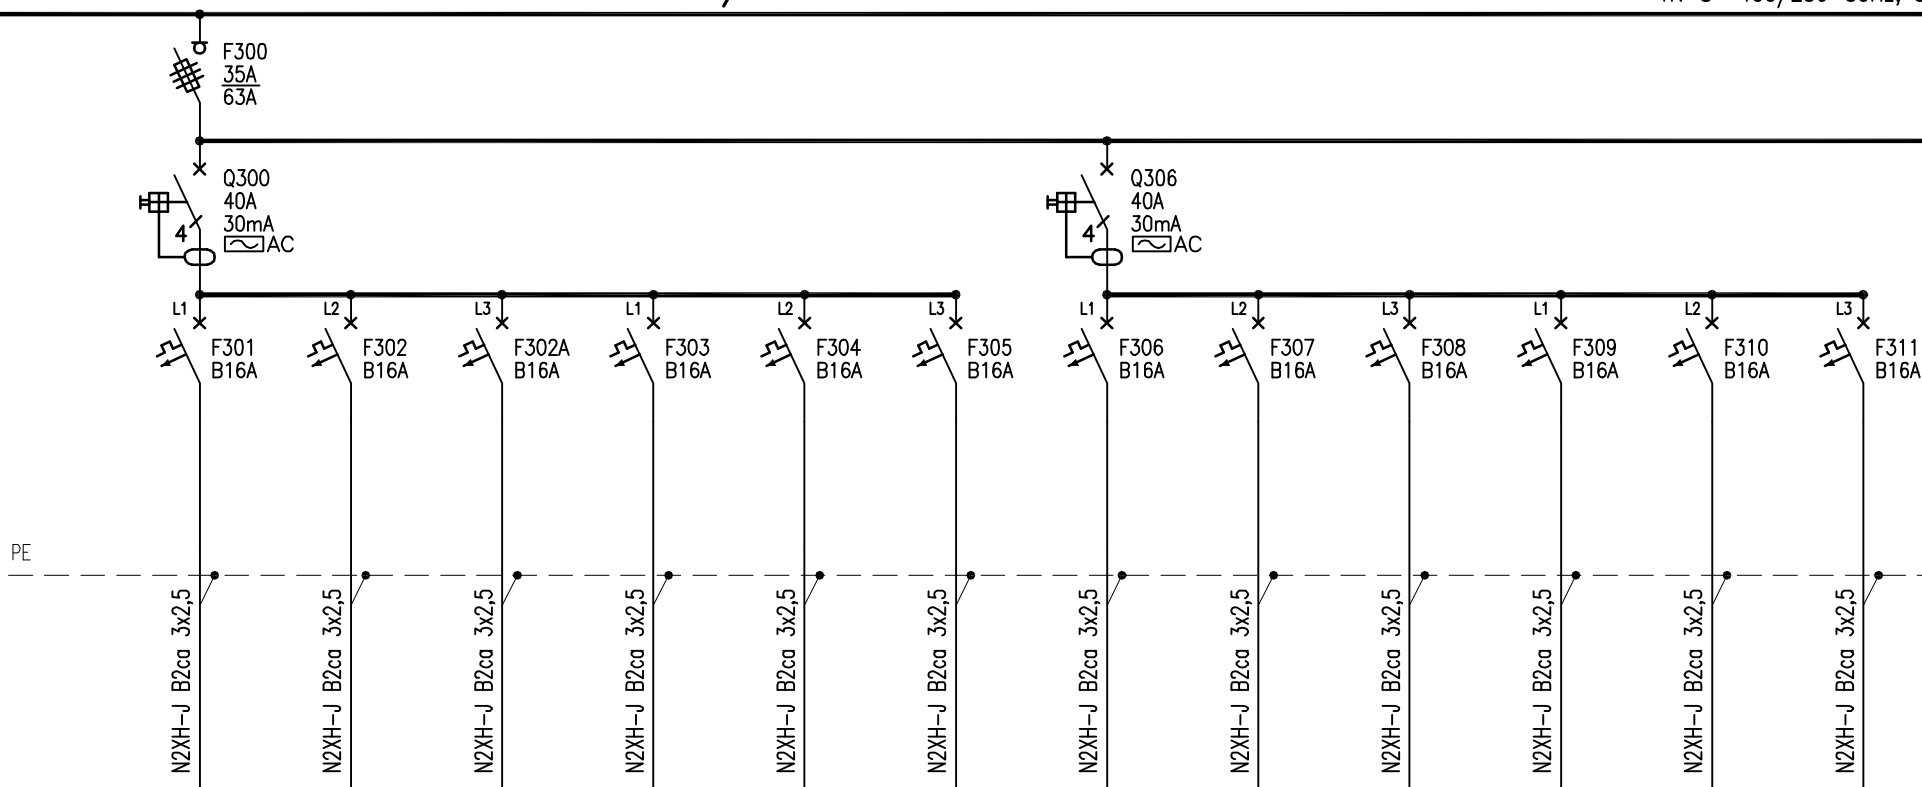 F300
35A
63A
Q300
40A
30mA
AC
4
Q306
40A
30mA
AC
4
L1
L2
L3
L1
L2
L3
L1
L2
L3
L1
L2
L3
F301
B16A
F302
B16A
F302A
B16A
F303
B16A
F304
B16A
F305
B16A
F306
B16A
F307
B16A
F308
B16A
F309
B16A
F310
B16A
F311
B16A
PE
N2XH-J B2ca 3x2,5
N2XH-J B2ca 3x2,5
N2XH-J B2ca 3x2,5
N2XH-J B2ca 3x2,5
N2XH-J B2ca 3x2,5
N2XH-J B2ca 3x2,5
N2XH-J B2ca 3x2,5
N2XH-J B2ca 3x2,5
N2XH-J B2ca 3x2,5
N2XH-J B2ca 3x2,5
N2XH-J B2ca 3x2,5
N2XH-J B2ca 3x2,5